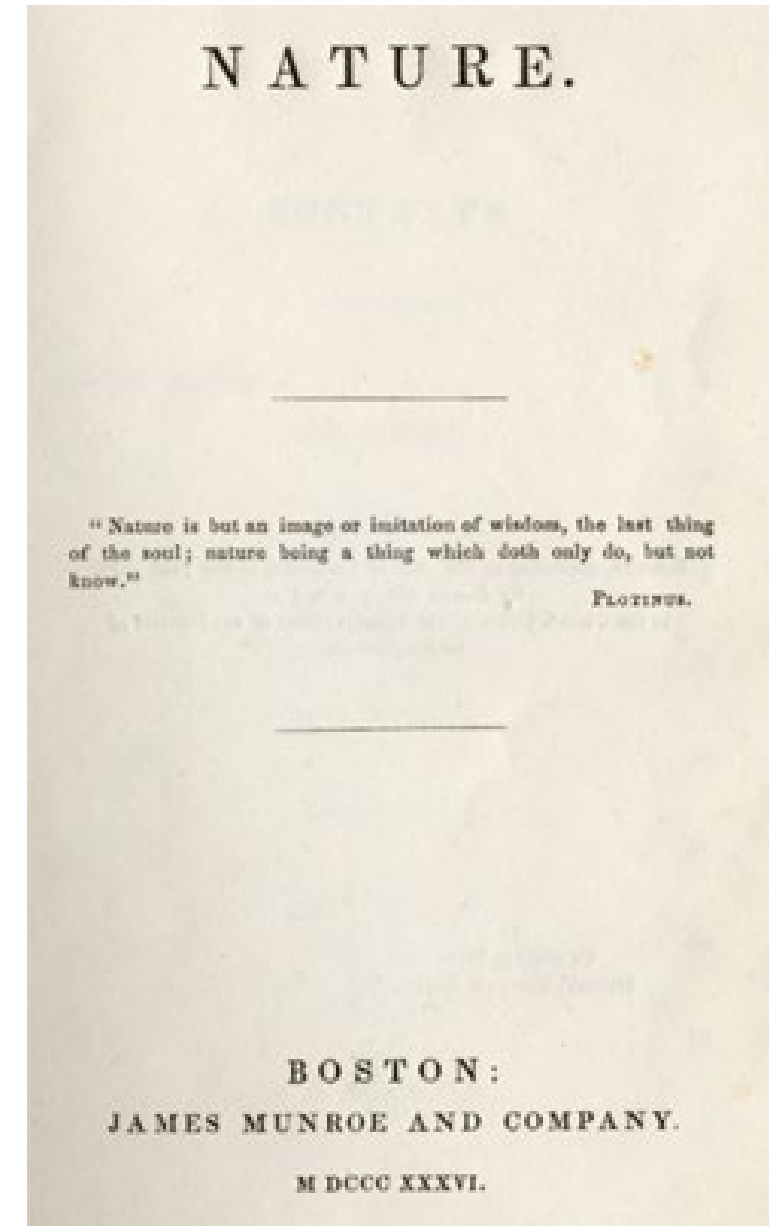 NATURE.
"Nature is but an image or imitation of wisdom, the last thing
of the soul; nature being a thing which doth only do, but not
know."
PLOTINUS.
BOSTON:
JAMES MUNROE AND COMPANY.
M DCCC XXXVI.